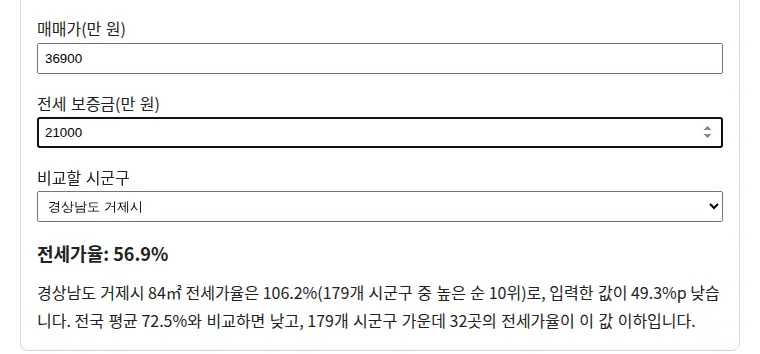 매매가(만 원)
36900
전세 보증금(만 원)
21000
비교할 시군구
경상남도 거제시
전세가율: 56.9%
경상남도 거제시 84㎡ 전세가율은 106.2%(179개 시군구 중 높은 순 10위)로, 입력한 값이 49.3%p 낮습
니다. 전국 평균 72.5%와 비교하면 낮고, 179개 시군구 가운데 32곳의 전세가율이 이 값 이하입니다.